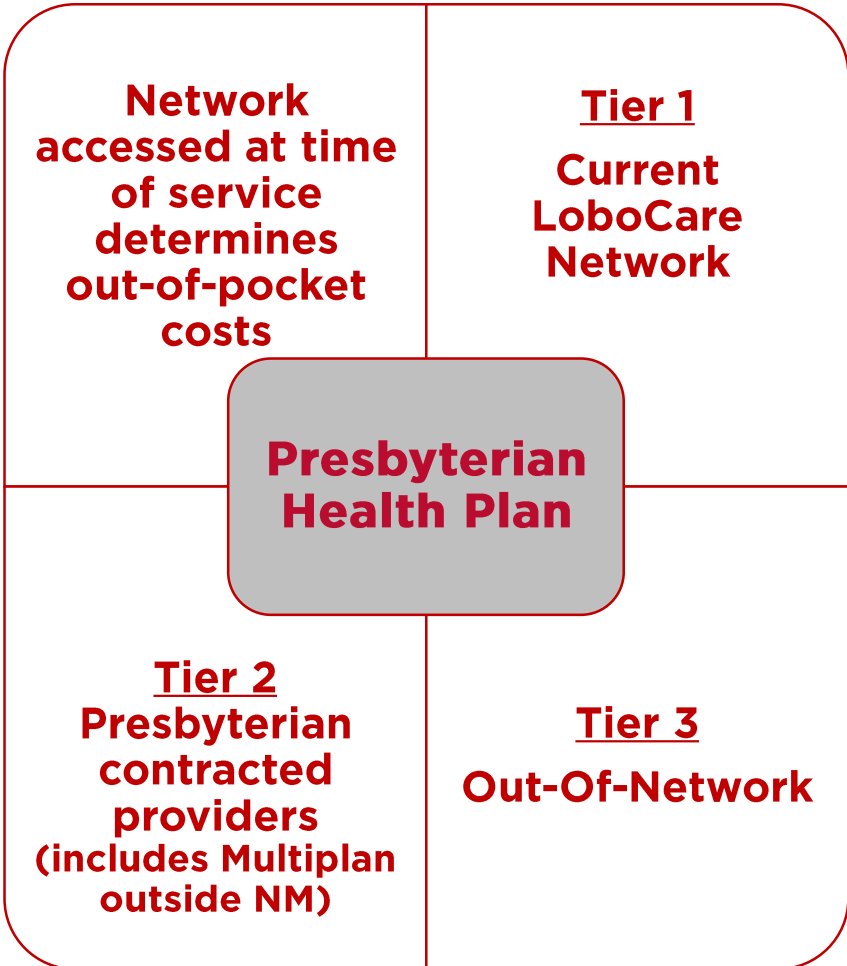 Network
accessed at time
of service
determines
out-of-pocket
costs
Tier 1
Current
LoboCare
Network
Presbyterian
Health Plan
Tier 2
Presbyterian
contracted
providers
(includes Multiplan
outside NM)
Tier 3
Out-Of-Network